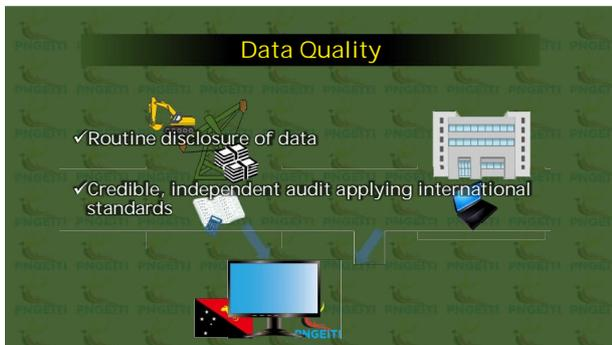 Data Quality
✓Routine disclosure of data
✓Credible, independent audit applying international
standards
PNGEITI